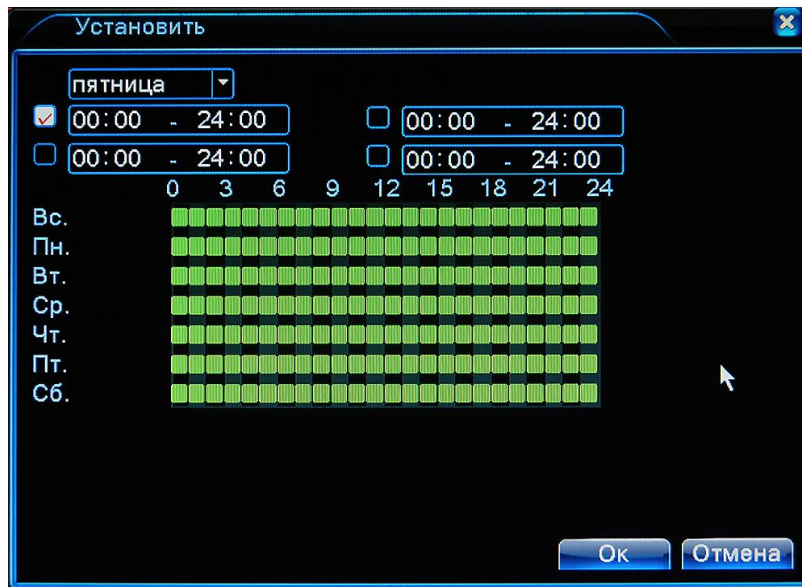 Установить
пятница
00:00 - 24:00 00:00 - 24:00
00:00 - 24:00 00:00 - 24:00
0 3 6 9 12 15 18 21 24
Вс.
Пн.
Вт.
Ср.
Чт.
Пт.
Сб.
Ок Отмена